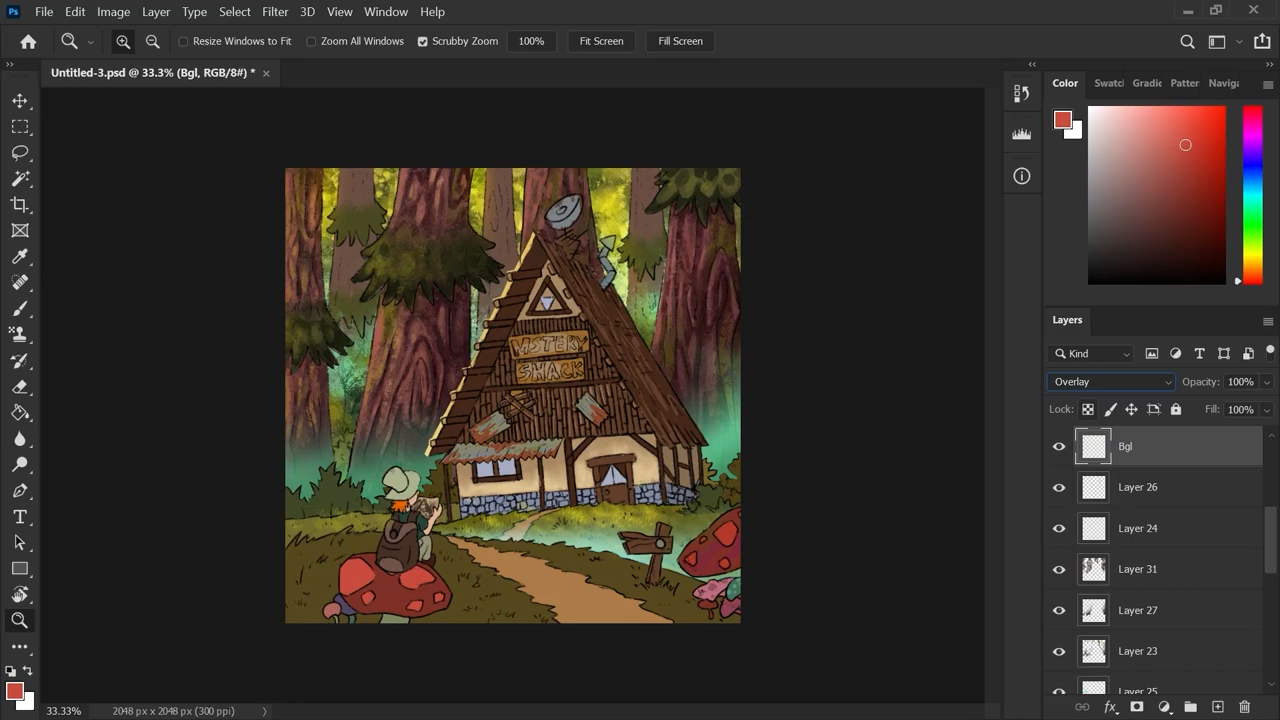 Ps File Edit Image Layer Type Select Filter 3D View Window Help
Resize Windows to Fit Zoom All Windows Scrubby Zoom 100% Fit Screen Fill Screen
Untitled-3.psd @ 33.3% (Bgl, RGB/8#) * ×
Color Swatc Gradie Patter Naviga
MYSTERY
SHACK
Layers
Kind
Overlay Opacity: 100%
Lock: Fill: 100%
Bgl
Layer 26
Layer 24
Layer 31
Layer 27
Layer 23
Layer 25
33.33% 2048 px x 2048 px (300 ppi)